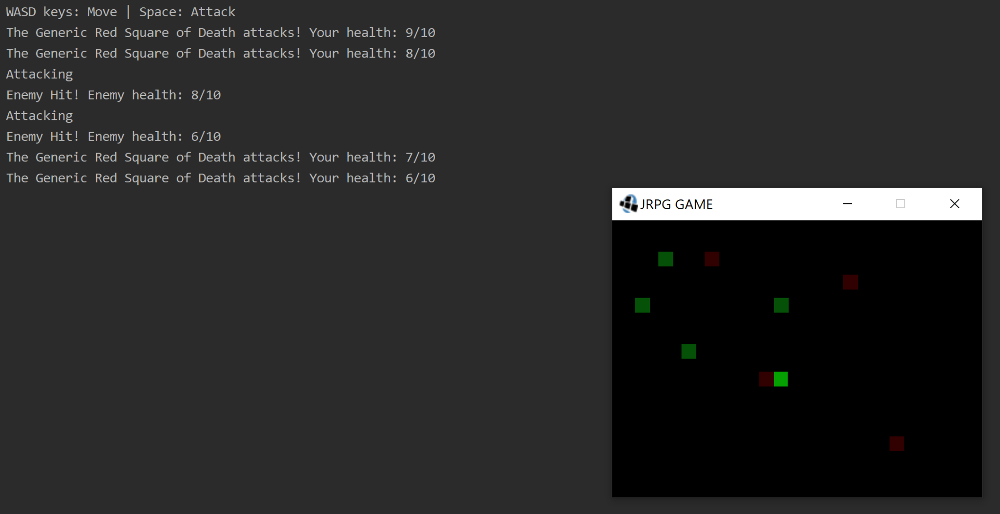 WASD keys: Move | Space: Attack
The Generic Red Square of Death attacks! Your health: 9/10
The Generic Red Square of Death attacks! Your health: 8/10
Attacking
Enemy Hit! Enemy health: 8/10
Attacking
Enemy Hit! Enemy health: 6/10
The Generic Red Square of Death attacks! Your health: 7/10
The Generic Red Square of Death attacks! Your health: 6/10
JRPG GAME